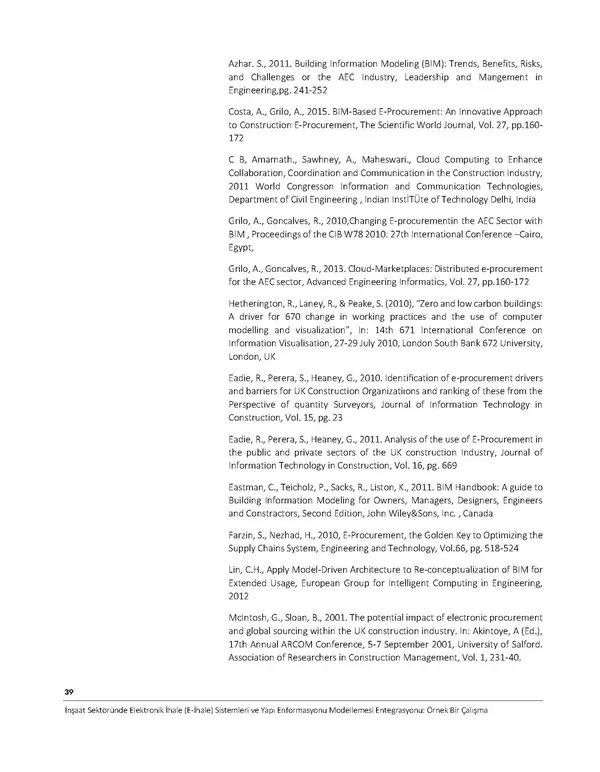 Azhar. S., 2011. Building Information Modeling (BIM): Trends, Benefits, Risks,
and Challenges or the AEC Industry, Leadership and Mangement in
Engineering,pg. 241-252
Costa, A., Grilo, A., 2015. BIM-Based E-Procurement: An Innovative Approach
to Construction E-Procurement, The Scientific World Journal, Vol. 27, pp.160-
172
C B, Amarnath., Sawhney, A., Maheswari., Cloud Computing to Enhance
Collaboration, Coordination and Communication in the Construction Industry,
2011 World Congresson Information and Communication Technologies,
Department of Civil Engineering , Indian InstİTÜte of Technology Delhi, India
Grilo, A., Goncalves, R., 2010,Changing E-procurementin the AEC Sector with
BIM , Proceedings of the CIB W78 2010: 27th International Conference –Cairo,
Egypt,
Grilo, A., Goncalves, R., 2013. Cloud-Marketplaces: Distributed e-procurement
for the AEC sector, Advanced Engineering Informatics, Vol. 27, pp.160-172
Hetherington, R., Laney, R., & Peake, S. (2010), “Zero and low carbon buildings:
A driver for 670 change in working practices and the use of computer
modelling and visualization”, In: 14th 671 International Conference on
Information Visualisation, 27-29 July 2010, London South Bank 672 University,
London, UK
Eadie, R., Perera, S., Heaney, G., 2010. Identification of e-procurement drivers
and barriers for UK Construction Organizatiıons and ranking of these from the
Perspective of quantity Surveyors, Journal of Information Technology in
Construction, Vol. 15, pg. 23
Eadie, R., Perera, S., Heaney, G., 2011. Analysis of the use of E-Procurement in
the public and private sectors of the UK construction Industry, Journal of
Information Technology in Construction, Vol. 16, pg. 669
Eastman, C., Teicholz, P., Sacks, R., Liston, K., 2011. BIM Handbook: A guide to
Building Information Modeling for Owners, Managers, Designers, Engineers
and Constractors, Second Edition, John Wiley&Sons, Inc. , Canada
Farzin, S., Nezhad, H., 2010, E-Procurement, the Golden Key to Optimizing the
Supply Chains System, Engineering and Technology, Vol.66, pg. 518-524
Lin, C.H., Apply Model-Driven Architecture to Re-conceptualization of BIM for
Extended Usage, European Group for Intelligent Computing in Engineering,
2012
McIntosh, G., Sloan, B., 2001. The potential impact of electronic procurement
and global sourcing within the UK construction industry. In: Akintoye, A (Ed.),
17th Annual ARCOM Conference, 5-7 September 2001, University of Salford.
Association of Researchers in Construction Management, Vol. 1, 231-40.
39
İnşaat Sektöründe Elektronik İhale (E-İhale) Sistemleri ve Yapı Enformasyonu Modellemesi Entegrasyonu: Örnek Bir Çalışma